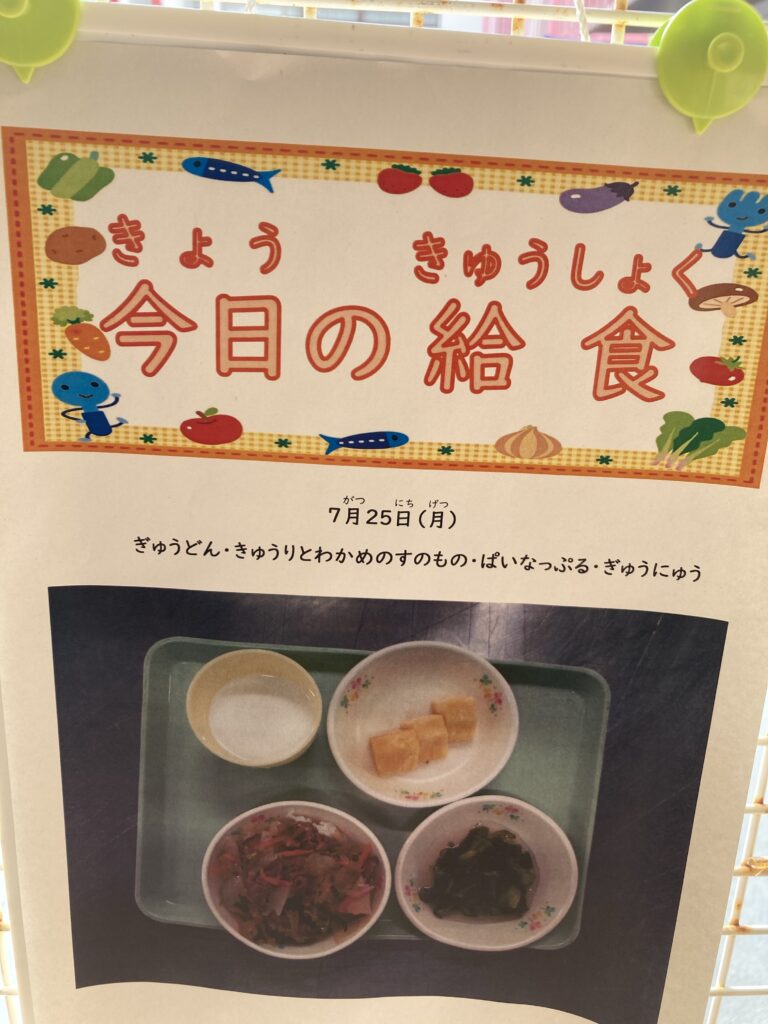 きょう きゅうしょく
今日の給食
がつ にち げつ
7月25日(月)
ぎゅうどん・きゅうりとわかめのすのもの・ぱいなっぷる・ぎゅうにゅう